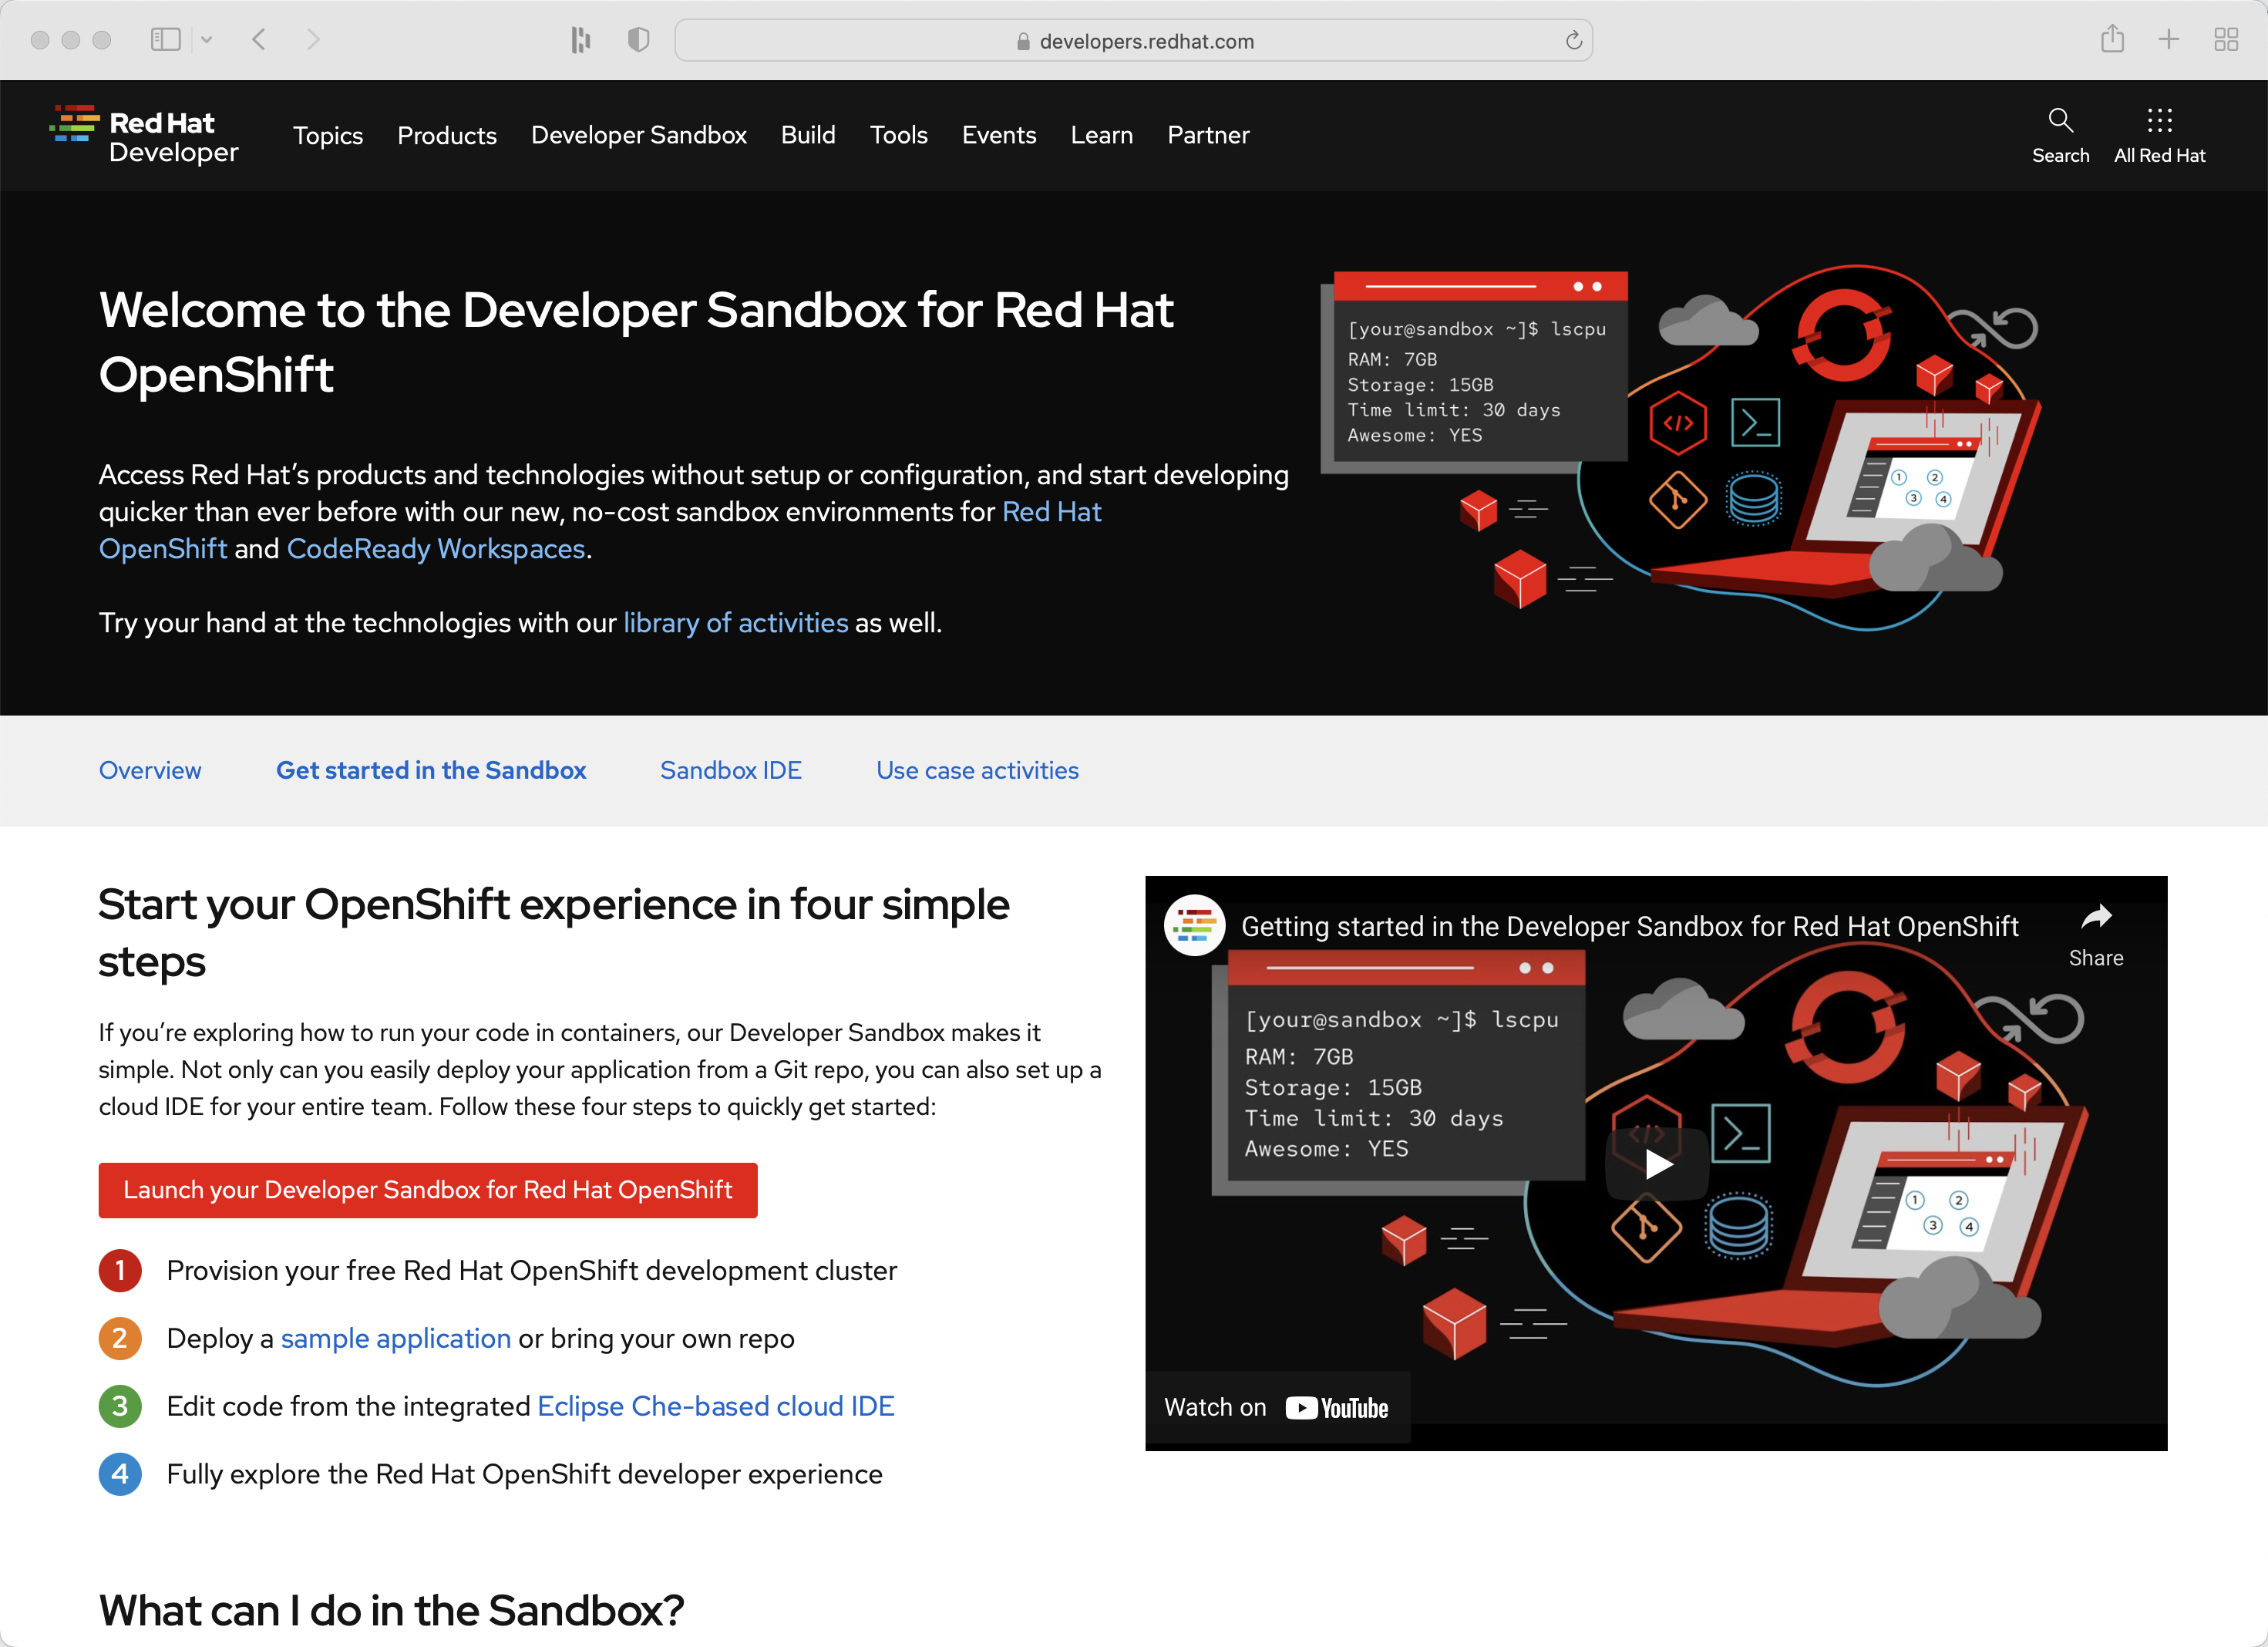 developers.redhat.com
Red Hat
Developer
Topics Products Developer Sandbox Build Tools Events Learn Partner
Search All Red Hat
Welcome to the Developer Sandbox for Red Hat
OpenShift
Access Red Hat’s products and technologies without setup or configuration, and start developing
quicker than ever before with our new, no-cost sandbox environments for Red Hat
OpenShift and CodeReady Workspaces.
Try your hand at the technologies with our library of activities as well.
[your@sandbox ~]$ lscpu
RAM: 7GB
Storage: 15GB
Time limit: 30 days
Awesome: YES
</>
>_
1 2
3 4
Overview Get started in the Sandbox Sandbox IDE Use case activities
Start your OpenShift experience in four simple
steps
If you’re exploring how to run your code in containers, our Developer Sandbox makes it
simple. Not only can you easily deploy your application from a Git repo, you can also set up a
cloud IDE for your entire team. Follow these four steps to quickly get started:
Launch your Developer Sandbox for Red Hat OpenShift
1 Provision your free Red Hat OpenShift development cluster
2 Deploy a sample application or bring your own repo
3 Edit code from the integrated Eclipse Che-based cloud IDE
4 Fully explore the Red Hat OpenShift developer experience
Getting started in the Developer Sandbox for Red Hat OpenShift
Share
[your@sandbox ~]$ lscpu
RAM: 7GB
Storage: 15GB
Time limit: 30 days
Awesome: YES
</>
>_
1 2
3 4
Watch on YouTube
What can I do in the Sandbox?